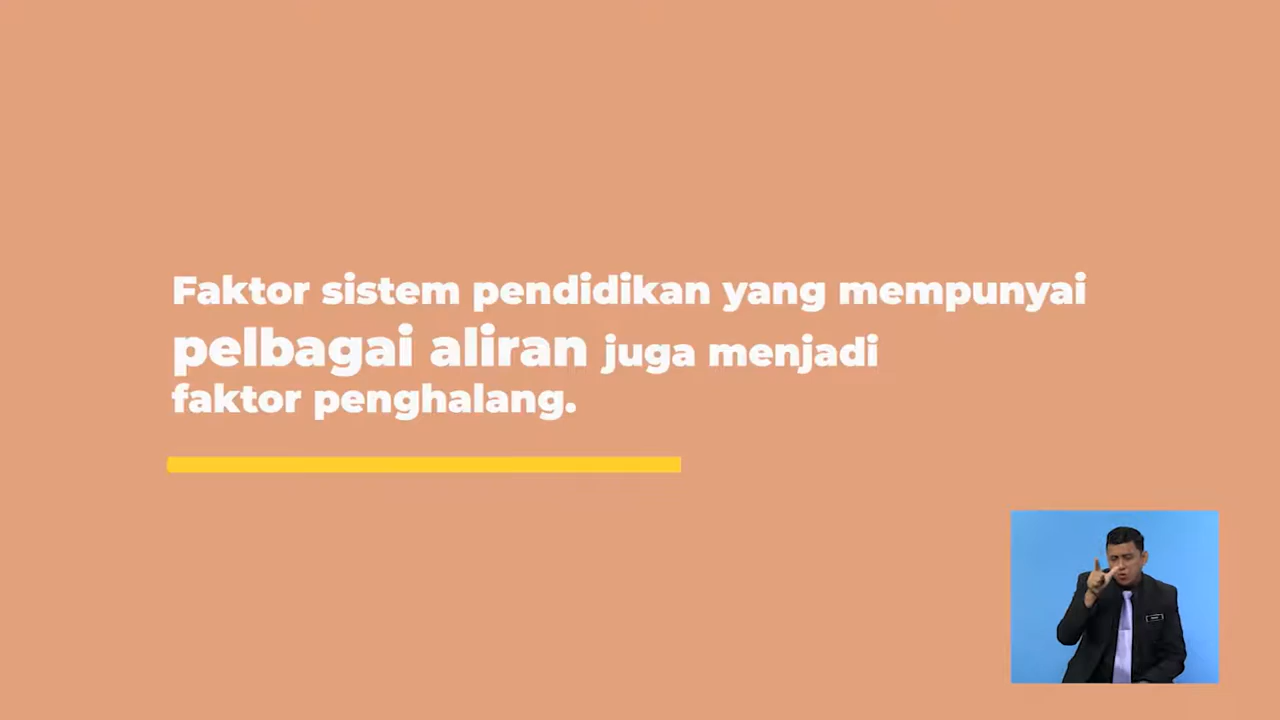 Faktor sistem pendidikan yang mempunyai
pelbagai aliran juga menjadi
faktor penghalang.